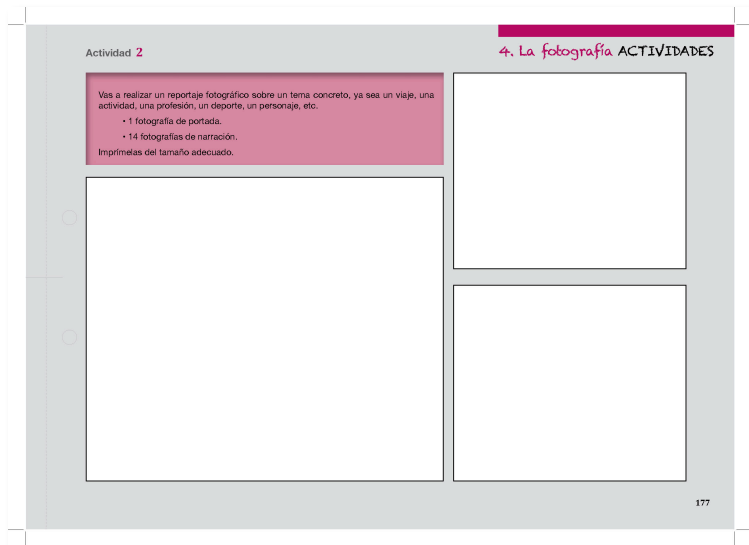 4. La fotografía ACTIVIDADES
Actividad 2
Vas a realizar un reportaje fotográfico sobre un tema concreto, ya sea un viaje, una
actividad, una profesión, un deporte, un personaje, etc.
• 1 fotografía de portada.
• 14 fotografías de narración.
Imprímelas del tamaño adecuado.
177